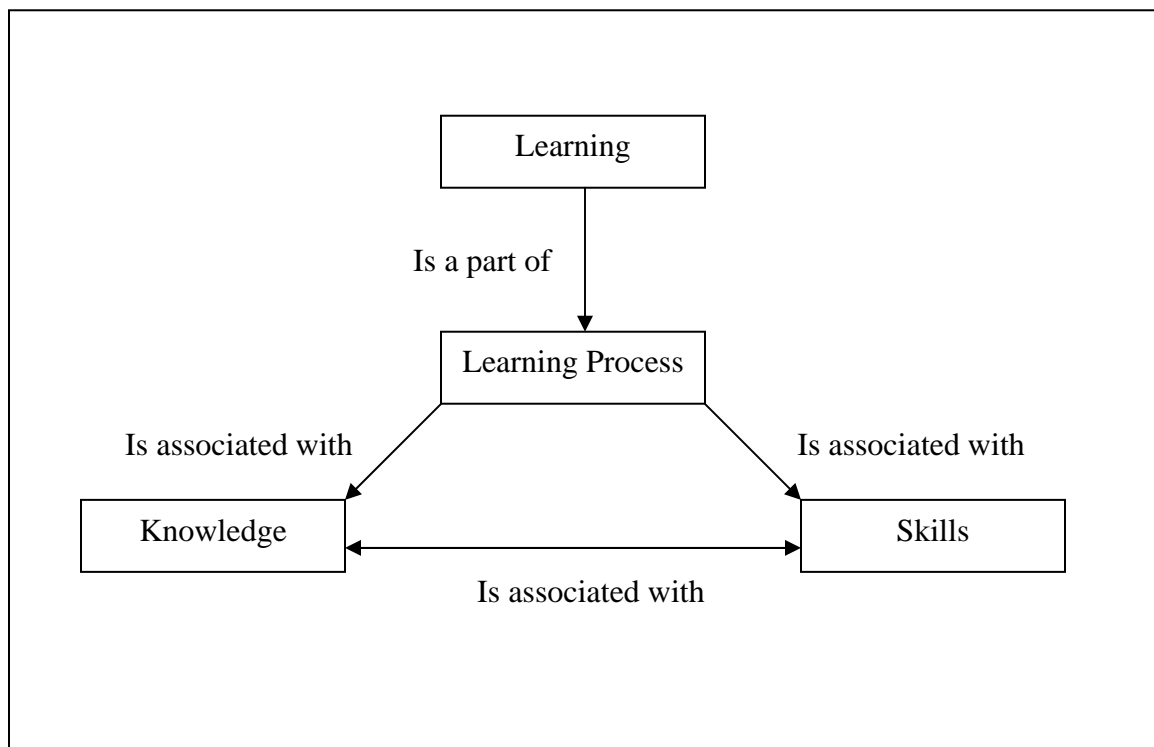 Learning
Is a part of
Learning Process
Is associated with
Is associated with
Knowledge
Skills
Is associated with